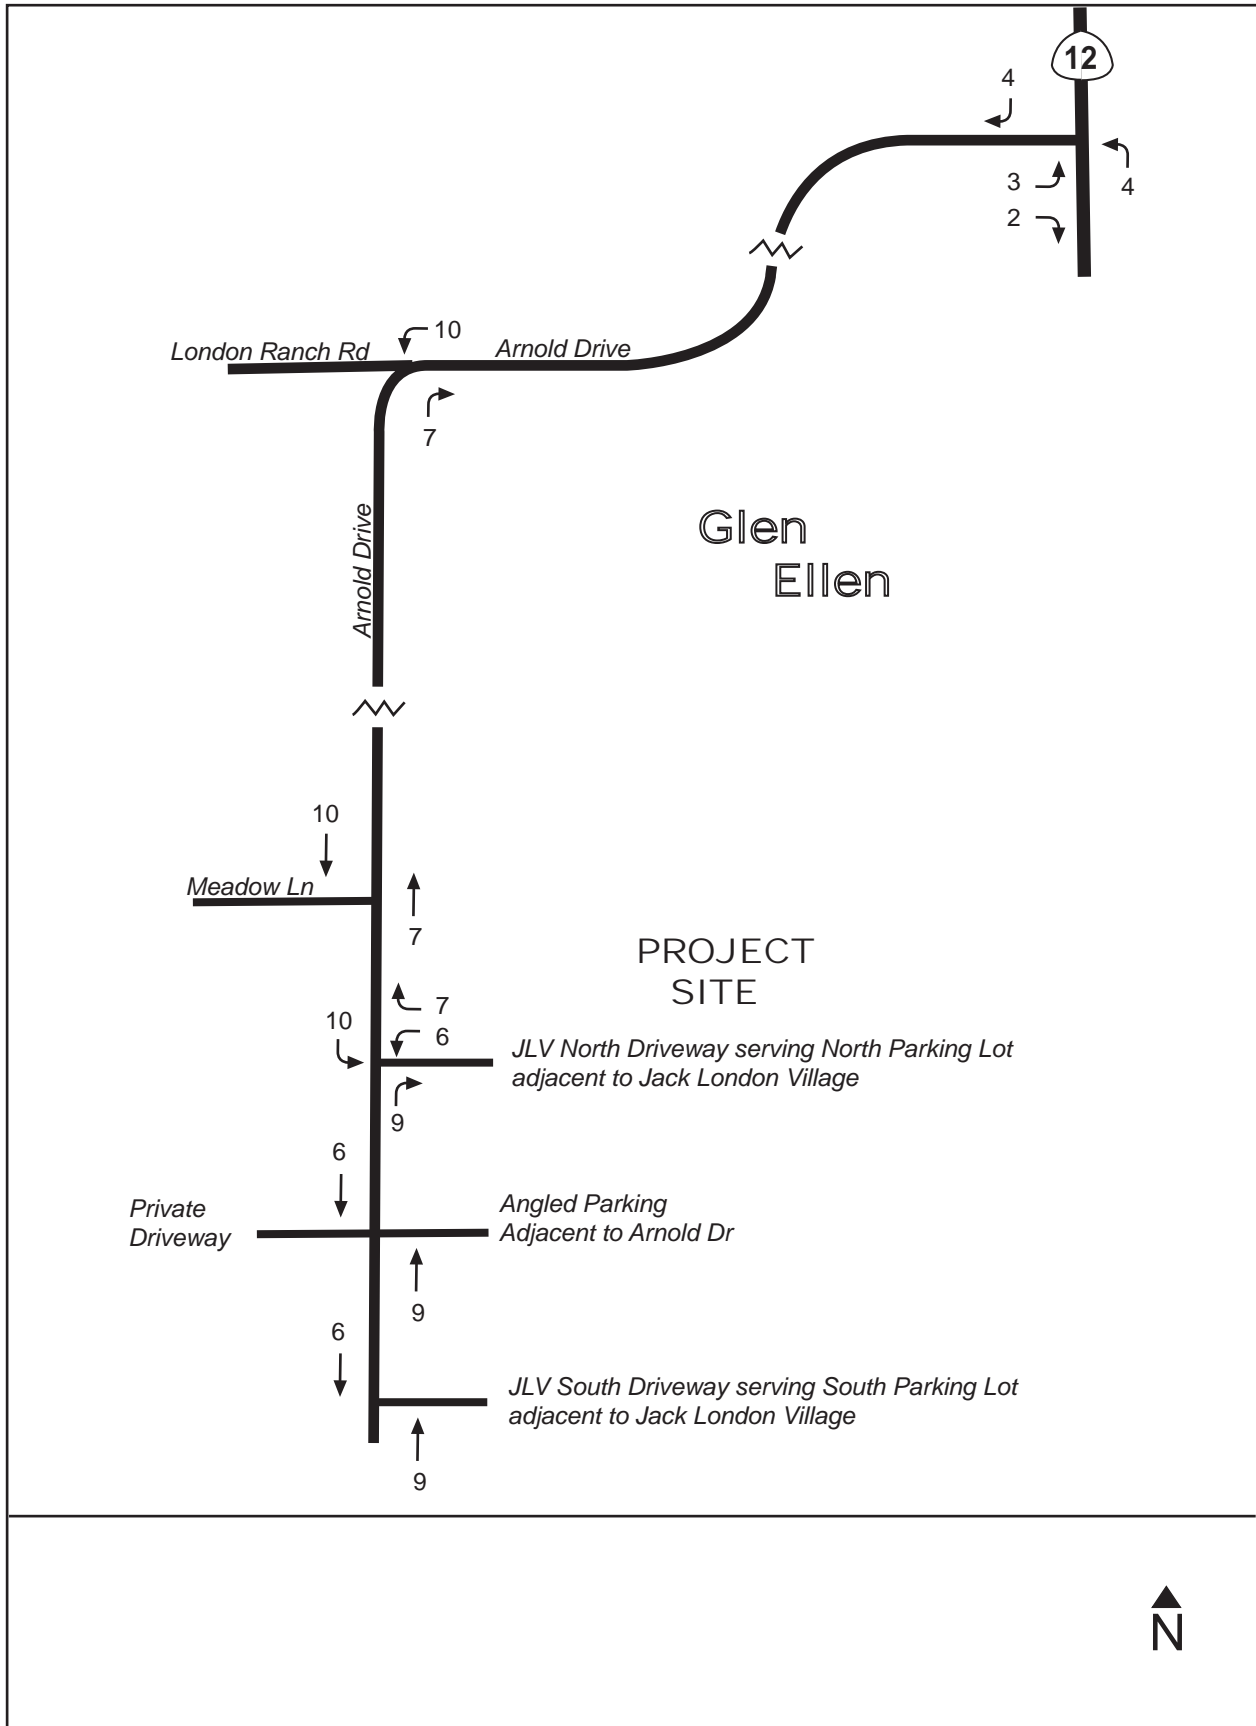 12
4
3
4
2
10
London Ranch Rd
Arnold Drive
7
Arnold Drive
Glen
Ellen
10
Meadow Ln
7
PROJECT
SITE
7
10
6
JLV North Driveway serving North Parking Lot
adjacent to Jack London Village
9
6
Private
Driveway
Angled Parking
Adjacent to Arnold Dr
9
6
JLV South Driveway serving South Parking Lot
adjacent to Jack London Village
9
N